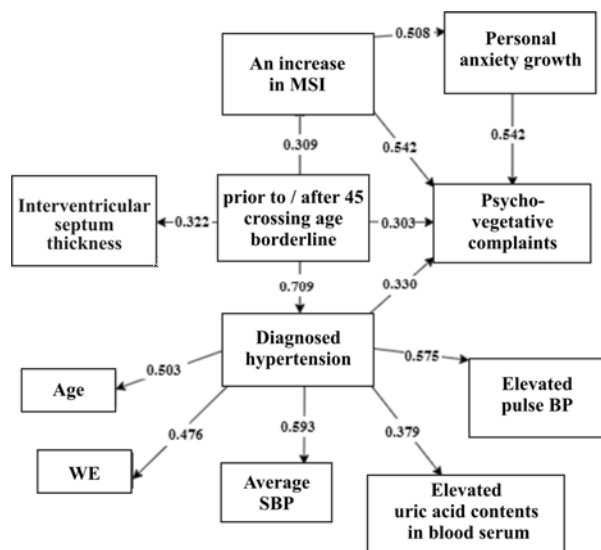 0.508
Personal
anxiety growth
An increase
in MSI
0.309
0.542
0.542
Interventricular
septum
thickness
0.322
prior to / after 45
crossing age
borderline
0.303
Psycho-
vegetative
complaints
0.709
0.330
Diagnosed
hypertension
0.503
0.575
Age
Elevated
pulse BP
0.476
0.593
0.379
WE
Average
SBP
Elevated
uric acid contents
in blood serum